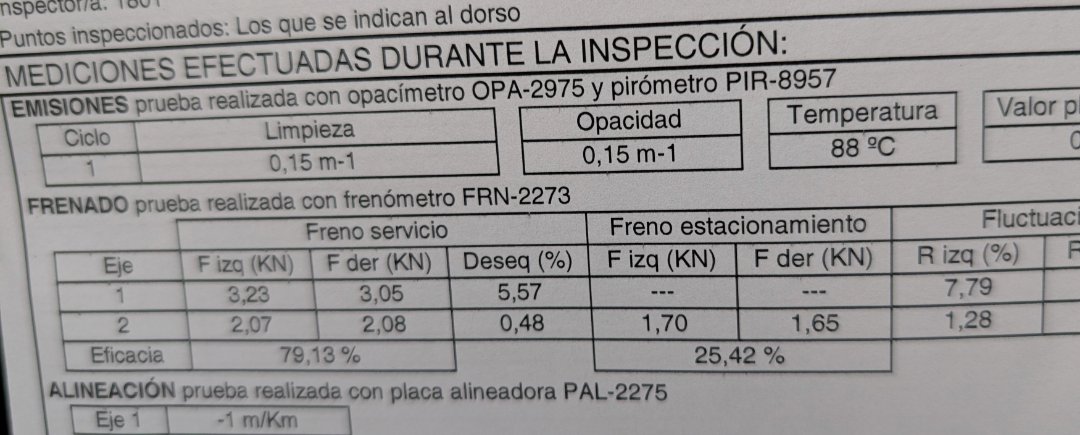 Puntos inspeccionados: Los que se indican al dorso
MEDICIONES EFECTUADAS DURANTE LA INSPECCIÓN:
EMISIONES prueba realizada con opacímetro OPA-2975 y pirómetro PIR-8957
Ciclo Limpieza Opacidad Temperatura Valor
1 0,15 m-1 0,15 m-1 88 ºC
FRENADO prueba realizada con frenómetro FRN-2273
Freno servicio Freno estacionamiento
Eje F izq (KN) F der (KN) Deseq (%) F izq (KN) F der (KN) R izq (%)
1 3,23 3,05 5,57 --- --- 7,79
2 2,07 2,08 0,48 1,70 1,65 1,28
Eficacia 79,13 % 25,42 %
ALINEACIÓN prueba realizada con placa alineadora PAL-2275
Eje 1 -1 m/Km